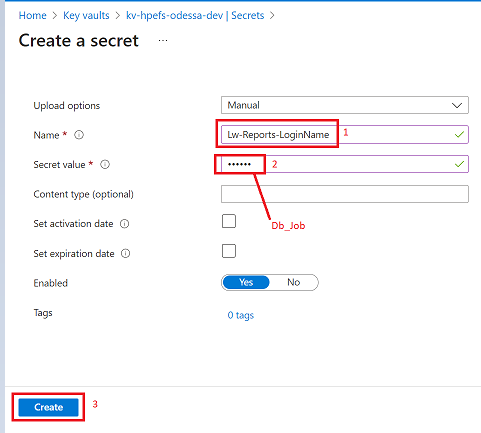 Home > Key vaults > kv-hpefs-odessa-dev | Secrets >
Create a secret ...
Upload options Manual
Name * Lw-Reports-LoginName 1
Secret value * •••••• 2
Content type (optional)
Set activation date Db_Job
Set expiration date
Enabled Yes No
Tags 0 tags
Create 3